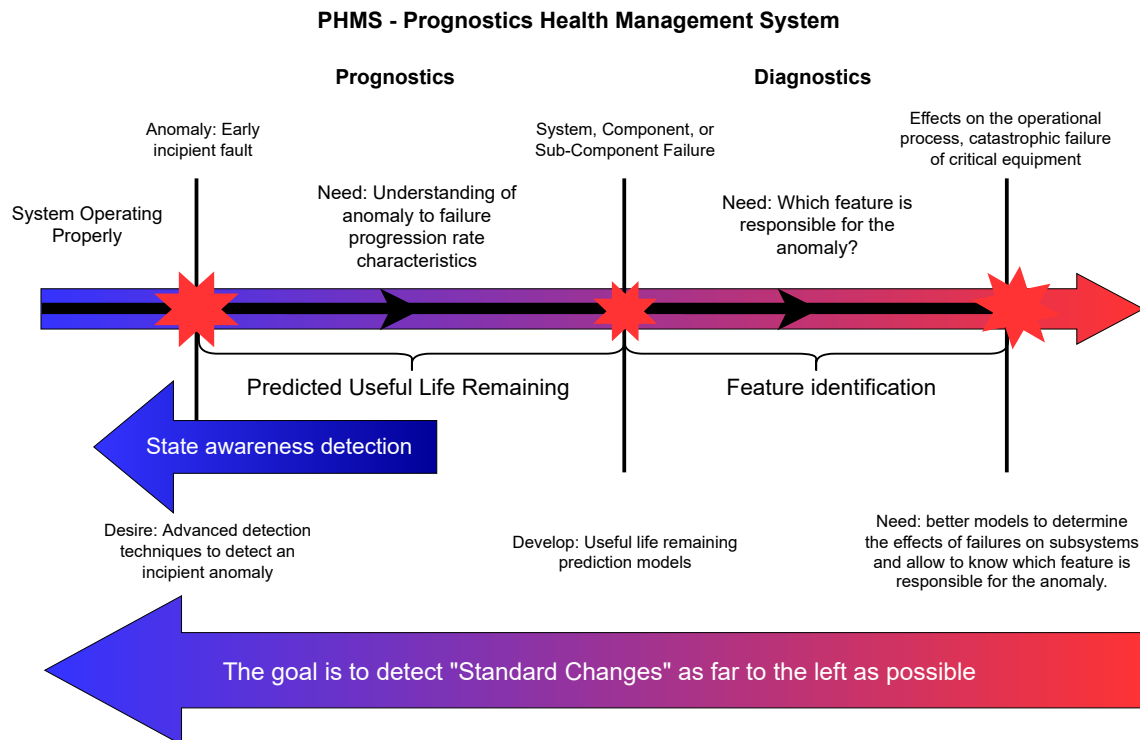 PHMS - Prognostics Health Management System
Prognostics
Diagnostics
Anomaly: Early
incipient fault
System, Component, or
Sub-Component Failure
Effects on the operational
process, catastrophic failure
of critical equipment
System Operating
Properly
Need: Understanding of
anomaly to failure
progression rate
characteristics
Need: Which feature is
responsible for the
anomaly?
Predicted Useful Life Remaining
Feature identification
State awareness detection
Desire: Advanced detection
techniques to detect an
incipient anomaly
Develop: Useful life remaining
prediction models
Need: better models to determine
the effects of failures on subsystems
and allow to know which feature is
responsible for the anomaly.
The goal is to detect "Standard Changes" as far to the left as possible